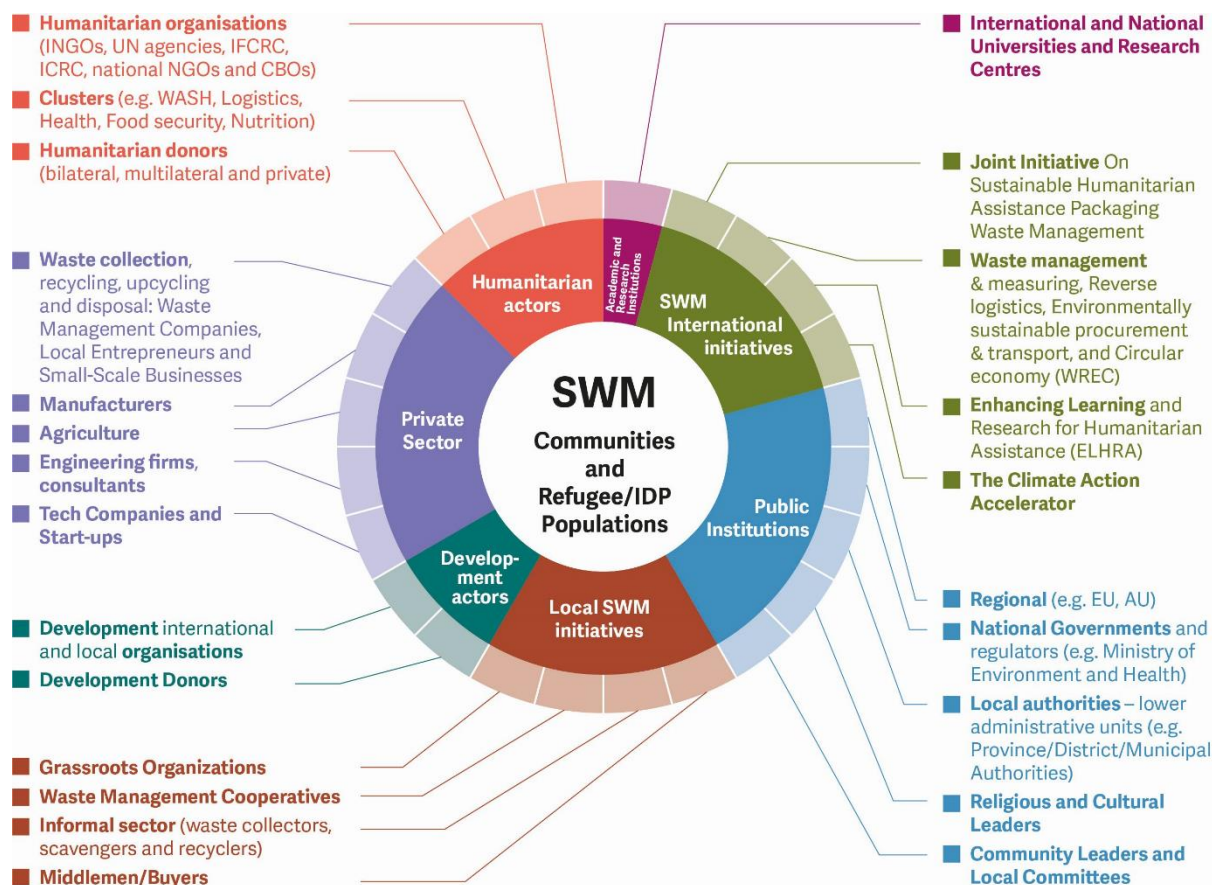 Humanitarian organisations
(INGOs, UN agencies, IFCRC,
ICRC, national NGOs and CBOs)
Clusters (e.g. WASH, Logistics,
Health, Food security, Nutrition)
Humanitarian donors
(bilateral, multilateral and private)
Waste collection,
recycling, upcycling
and disposal: Waste
Management Companies,
Local Entrepreneurs and
Small-Scale Businesses
Manufacturers
Agriculture
Engineering firms,
consultants
Tech Companies and
Start-ups
Development international
and local organisations
Development Donors
Grassroots Organizations
Waste Management Cooperatives
Informal sector (waste collectors,
scavengers and recyclers)
Middlemen/Buyers
Humanitarian
actors
Academic and
Research
Institutions
SWM
International
initiatives
Private
Sector
SWM
Communities
and
Refugee/IDP
Populations
Public
Institutions
Develop-
ment
actors
Local SWM
initiatives
International and National
Universities and Research
Centres
Joint Initiative On
Sustainable Humanitarian
Assistance Packaging
Waste Management
Waste management
& measuring, Reverse
logistics, Environmentally
sustainable procurement
& transport, and Circular
economy (WREC)
Enhancing Learning and
Research for Humanitarian
Assistance (ELHRA)
The Climate Action
Accelerator
Regional (e.g. EU, AU)
National Governments and
regulators (e.g. Ministry of
Environment and Health)
Local authorities – lower
administrative units (e.g.
Province/District/Municipal
Authorities)
Religious and Cultural
Leaders
Community Leaders and
Local Committees